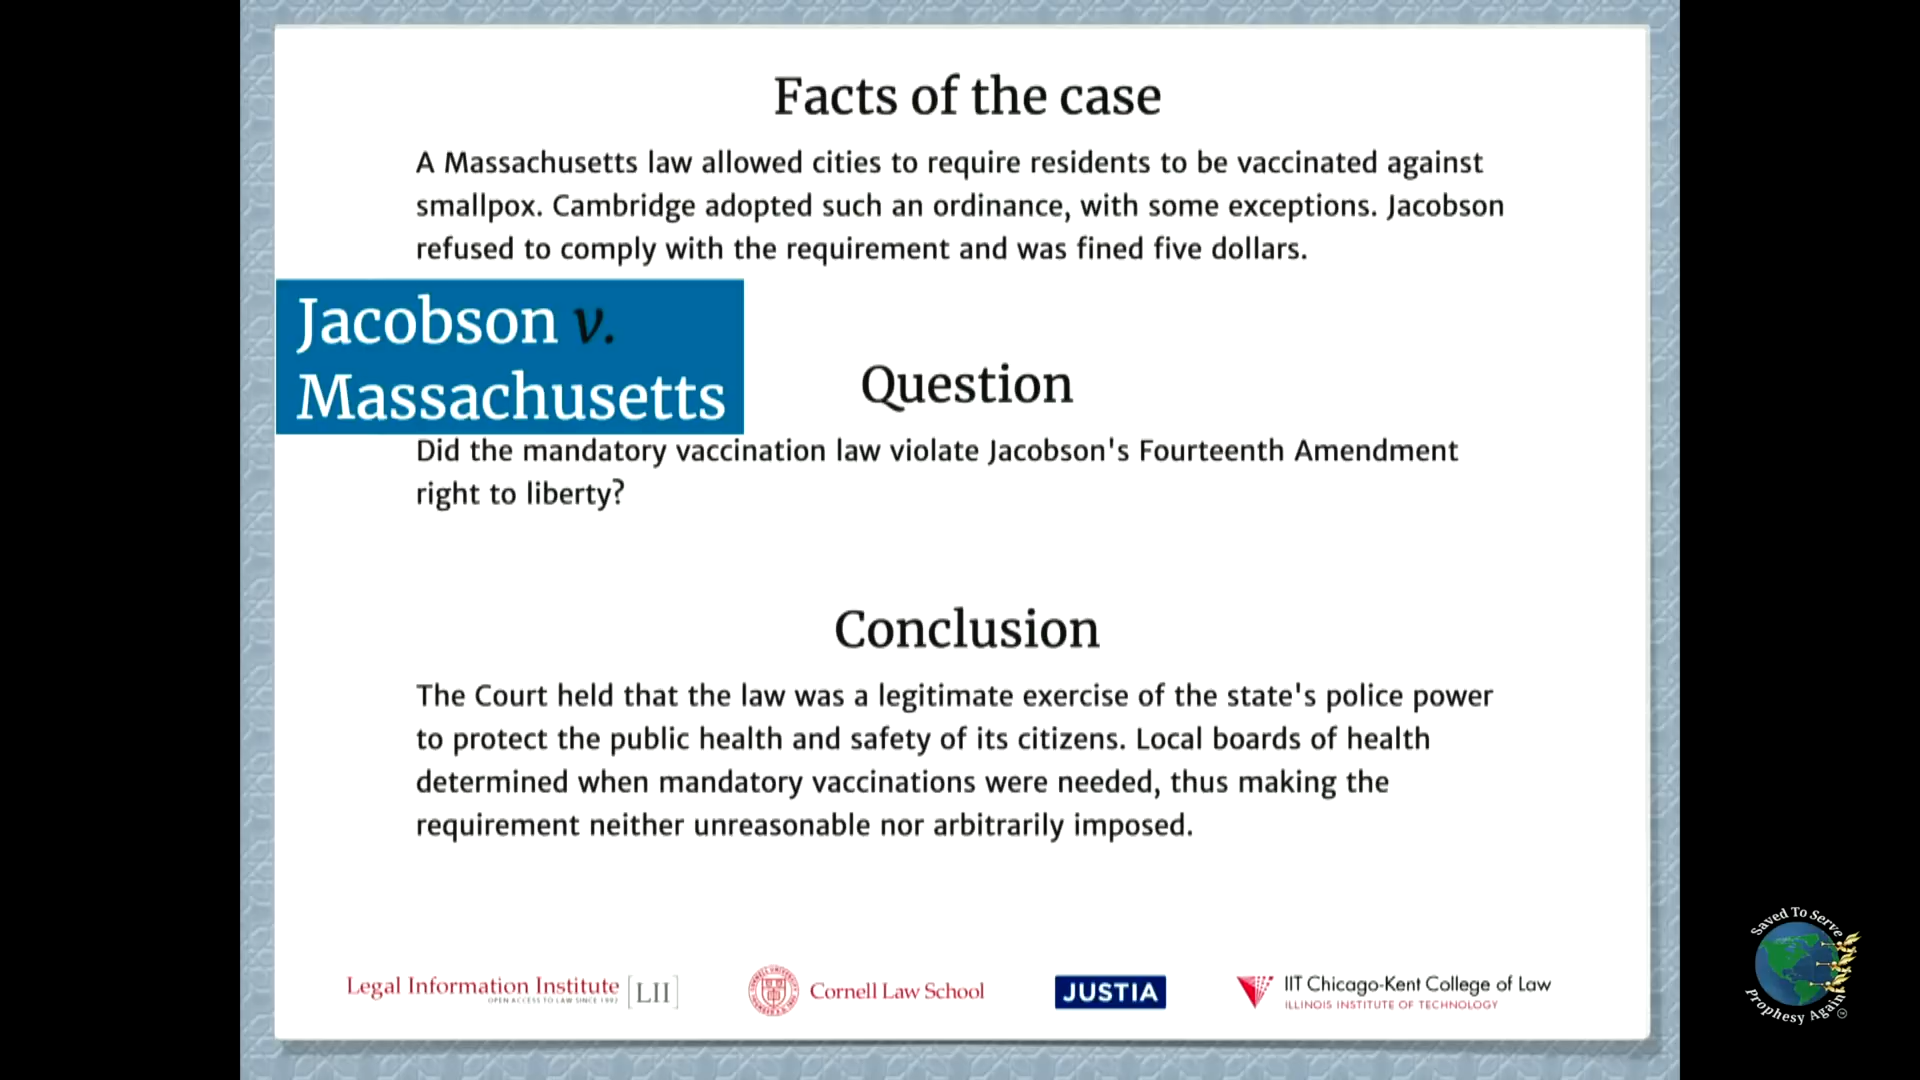 Facts of the case
A Massachusetts law allowed cities to require residents to be vaccinated against
smallpox. Cambridge adopted such an ordinance, with some exceptions. Jacobson
refused to comply with the requirement and was fined five dollars.
Jacobson v.
Massachusetts
Question
Did the mandatory vaccination law violate Jacobson's Fourteenth Amendment
right to liberty?
Conclusion
The Court held that the law was a legitimate exercise of the state's police power
to protect the public health and safety of its citizens. Local boards of health
determined when mandatory vaccinations were needed, thus making the
requirement neither unreasonable nor arbitrarily imposed.
Legal Information Institute [LII]
OPEN ACCESS TO LAW SINCE 1992
Cornell Law School
JUSTIA
IIT Chicago-Kent College of Law
ILLINOIS INSTITUTE OF TECHNOLOGY
Saved To Serve
Prophesy Again